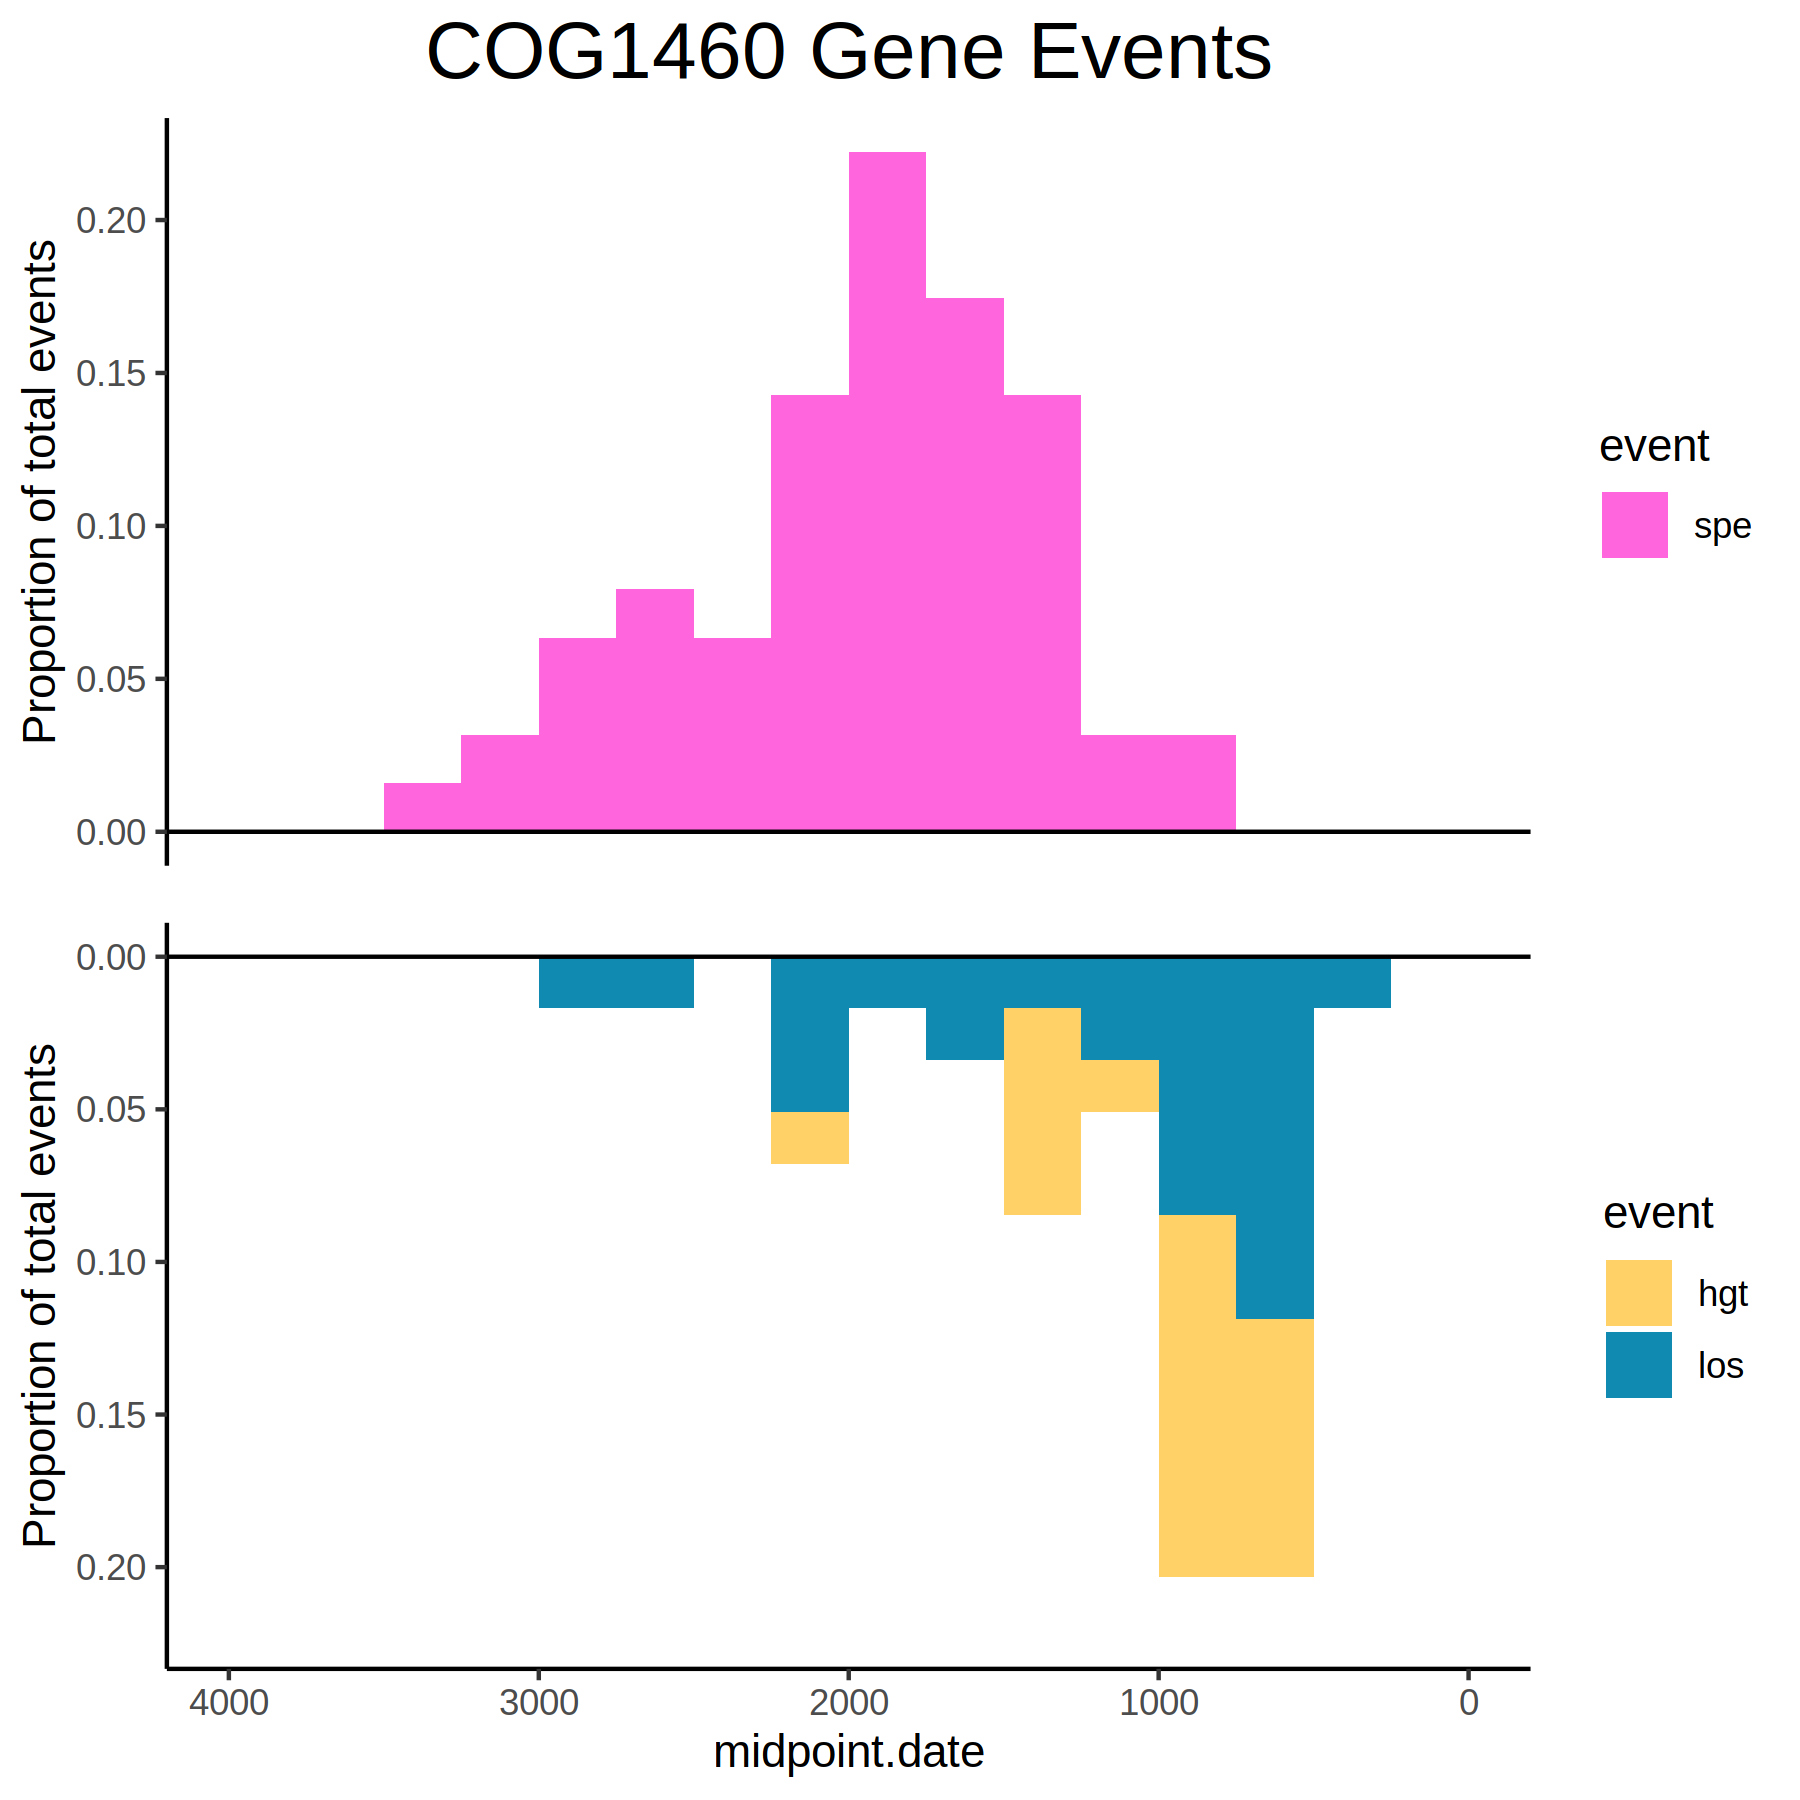 COG1460 Gene Events
Proportion of total events
0.20
0.15
0.10
0.05
0.00
event
spe
Proportion of total events
0.00
0.05
0.10
0.15
0.20
event
hgt
los
4000 3000 2000 1000 0
midpoint.date